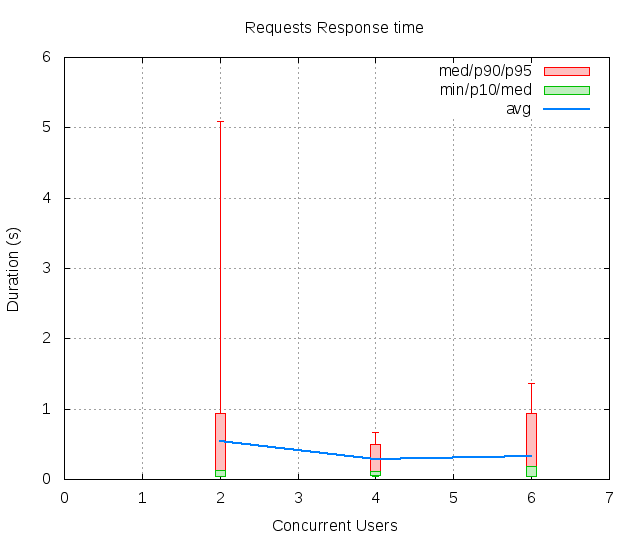 Requests Response time
6
5
4
3
2
1
0
Duration (s)
med/p90/p95
min/p10/med
avg
0 1 2 3 4 5 6 7
Concurrent Users